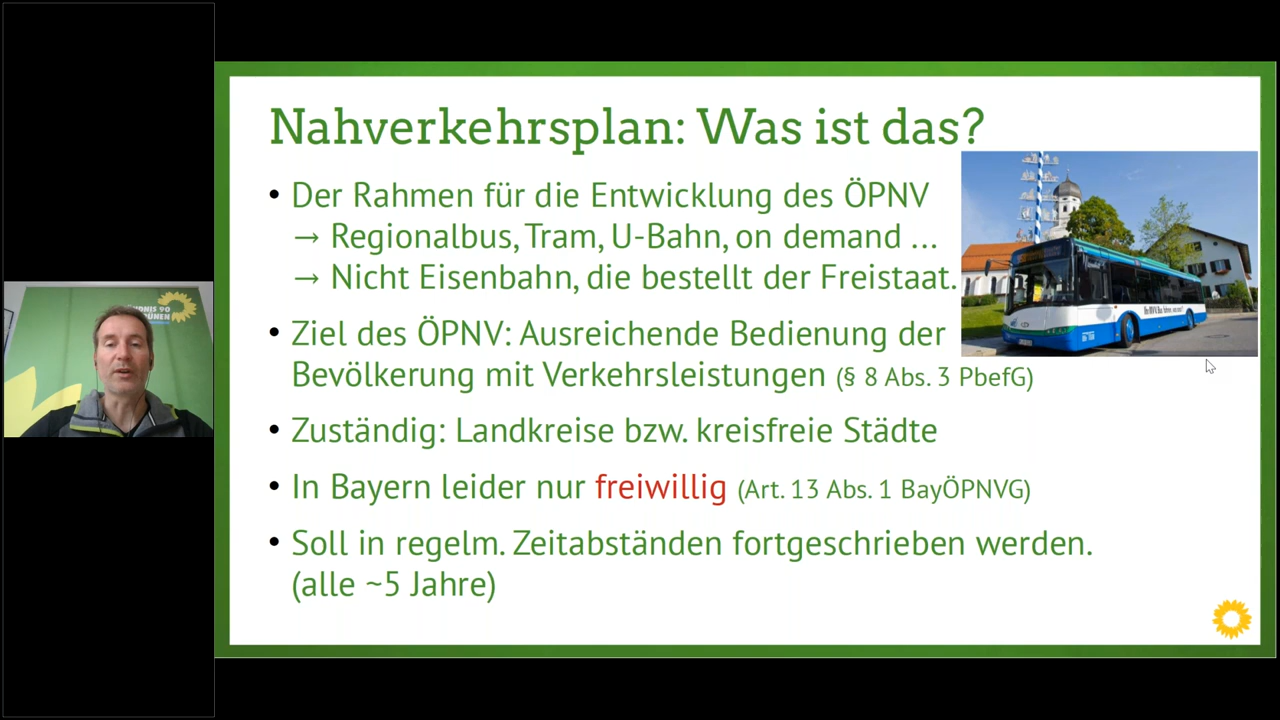 Nahverkehrsplan: Was ist das?
• Der Rahmen für die Entwicklung des ÖPNV
→ Regionalbus, Tram, U-Bahn, on demand ...
→ Nicht Eisenbahn, die bestellt der Freistaat.
• Ziel des ÖPNV: Ausreichende Bedienung der
Bevölkerung mit Verkehrsleistungen (§ 8 Abs. 3 PbefG)
• Zuständig: Landkreise bzw. kreisfreie Städte
• In Bayern leider nur freiwillig (Art. 13 Abs. 1 BayÖPNVG)
• Soll in regelm. Zeitabständen fortgeschrieben werden.
(alle ~5 Jahre)